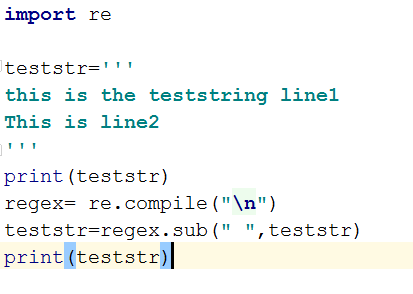 import re
teststr='''
this is the teststring line1
This is line2
'''
print(teststr)
regex= re.compile("\n")
teststr=regex.sub(" ",teststr)
print(teststr)